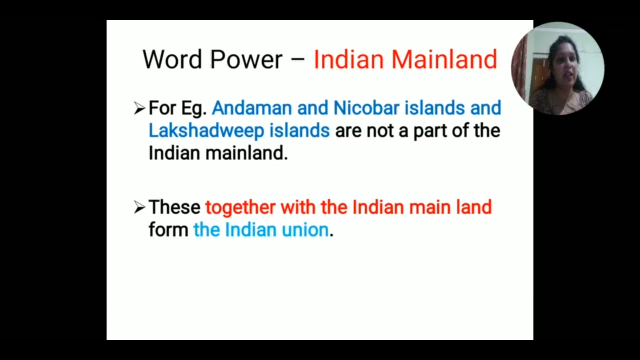 Word Power – Indian Mainland
➢For Eg. Andaman and Nicobar islands and
Lakshadweep islands are not a part of the
Indian mainland.
➢These together with the Indian main land
form the Indian union.